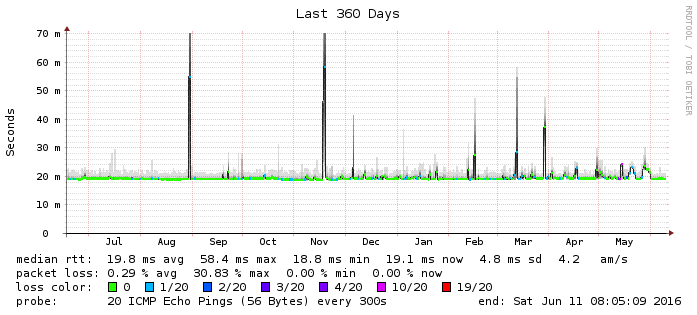 Last 360 Days
RRDTOOL / TOBI OETIKER
Seconds
70 m
60 m
50 m
40 m
30 m
20 m
10 m
0
Jul Aug Sep Oct Nov Dec Jan Feb Mar Apr May
median rtt: 19.8 ms avg 58.4 ms max 18.8 ms min 19.1 ms now 4.8 ms sd 4.2 am/s
packet loss: 0.29 % avg 30.83 % max 0.00 % min 0.00 % now
loss color: 0 1/20 2/20 3/20 4/20 10/20 19/20
probe: 20 ICMP Echo Pings (56 Bytes) every 300s end: Sat Jun 11 08:05:09 2016